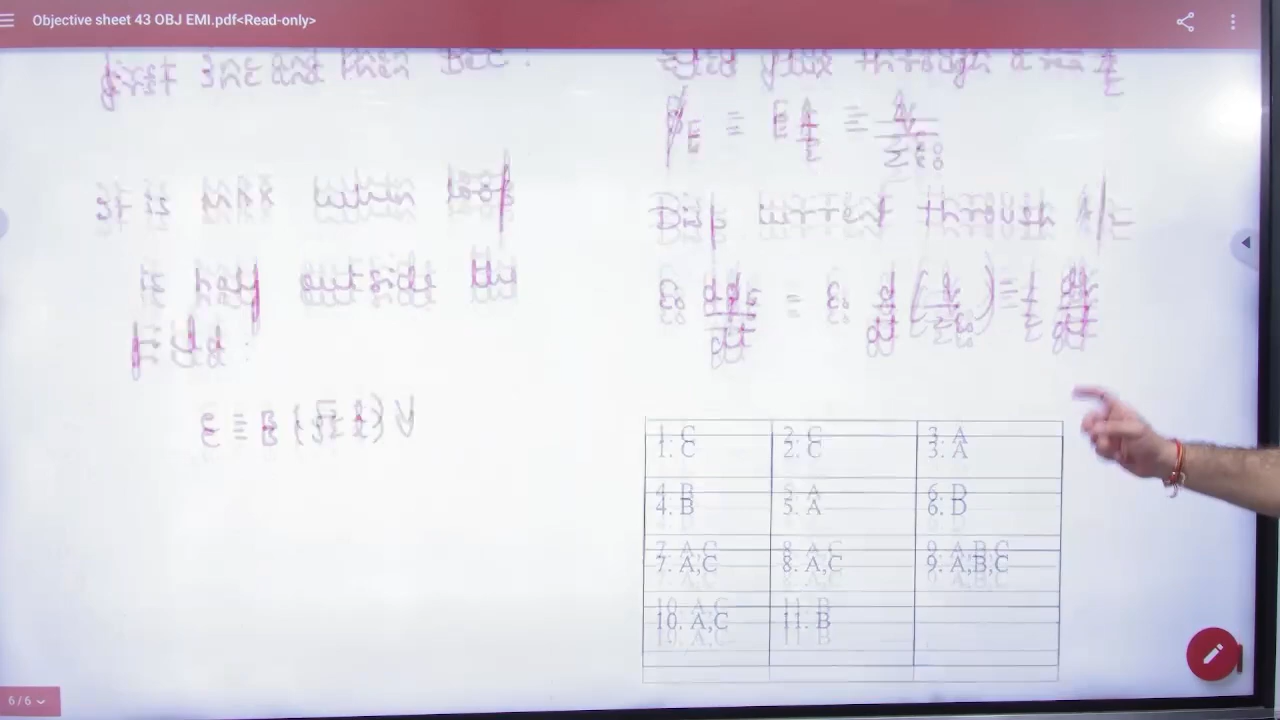 Objective sheet 43 OBJ EMI.pdf<Read-only>
first inc and then Dec.
It is max within loop
is half outside the
field.
flux through area A/2
ϕE = E A/2 = q/2ε₀
Disp current through A/2
ε₀ dϕE/dt = ε₀ d/dt (q/2ε₀) = 1/2 dq/dt
1. C 2. C 3. A
4. B 5. A 6. D
7. A,C 8. A,C 9. A,B,C
10. A,C 11. B
6 / 6